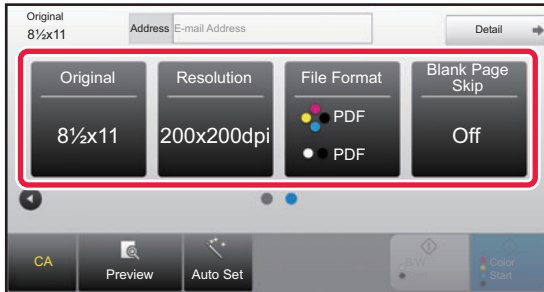 Original
8½x11
Address E-mail Address
Detail
Original
8½x11
Resolution
200x200dpi
File Format
PDF
PDF
Blank Page
Skip
Off
CA
Preview
Auto Set
Color
Start